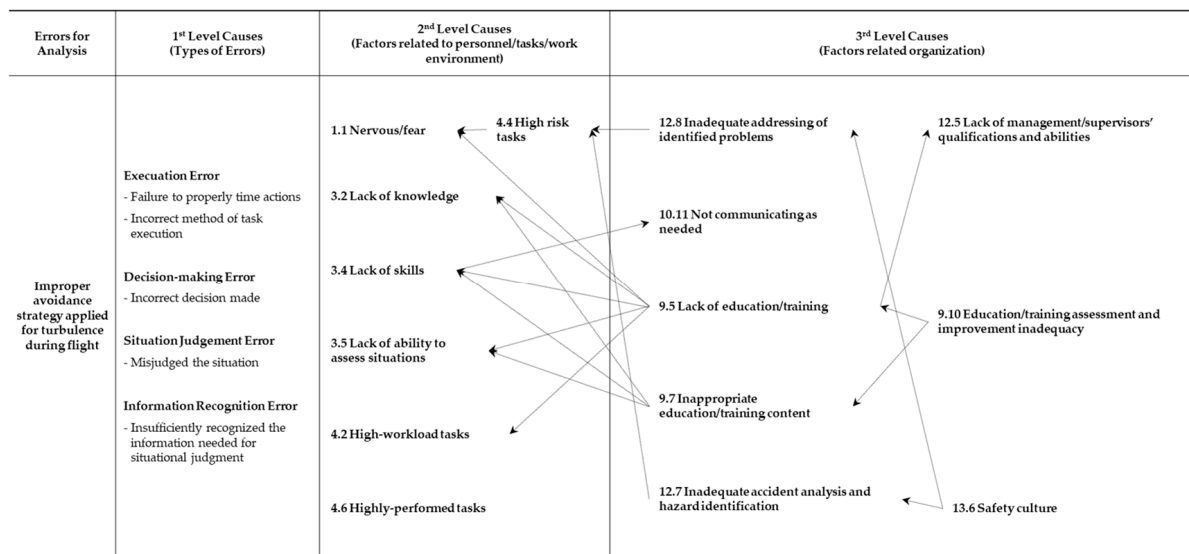 Errors for
Analysis
1st Level Causes
(Types of Errors)
2nd Level Causes
(Factors related to personnel/tasks/work
environment)
3rd Level Causes
(Factors related organization)
Improper
avoidance
strategy applied
for turbulence
during flight
Execuation Error
- Failure to properly time actions
- Incorrect method of task
execution
Decision-making Error
- Incorrect decision made
Situation Judgement Error
- Misjudged the situation
Information Recognition Error
- Insufficiently recognized the
information needed for
situational judgment
1.1 Nervous/fear
4.4 High risk
tasks
3.2 Lack of knowledge
3.4 Lack of skills
3.5 Lack of ability to
assess situations
4.2 High-workload tasks
4.6 Highly-performed tasks
12.8 Inadequate addressing of
identified problems
10.11 Not communicating as
needed
9.5 Lack of education/training
9.7 Inappropriate
education/training content
12.7 Inadequate accident analysis and
hazard identification
12.5 Lack of management/supervisors'
qualifications and abilities
9.10 Education/training assessment and
improvement inadequacy
13.6 Safety culture